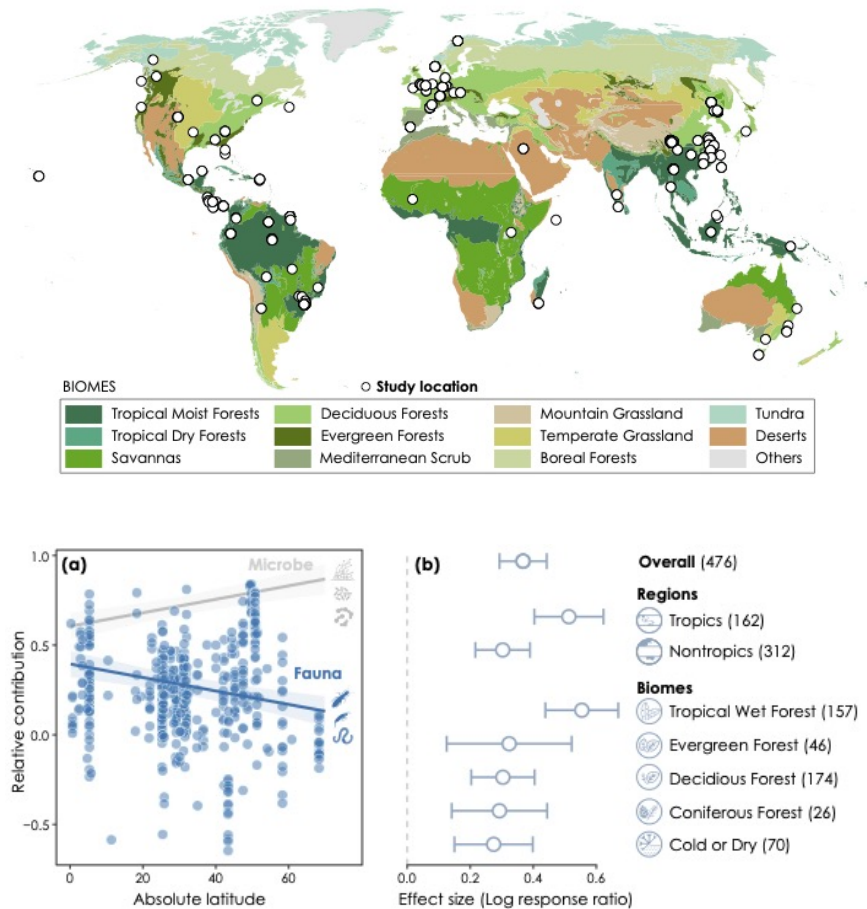 BIOMES
Study location
Tropical Moist Forests
Deciduous Forests
Mountain Grassland
Tundra
Tropical Dry Forests
Evergreen Forests
Temperate Grassland
Deserts
Savannas
Mediterranean Scrub
Boreal Forests
Others
(a)
Microbe
Fauna
1.0
0.5
0.0
−0.5
Relative contribution
0
20
40
60
Absolute latitude
(b)
Overall (476)
Regions
Tropics (162)
Nontropics (312)
Biomes
Tropical Wet Forest (157)
Evergreen Forest (46)
Decidious Forest (174)
Coniferous Forest (26)
Cold or Dry (70)
0.0
0.2
0.4
0.6
Effect size (Log response ratio)